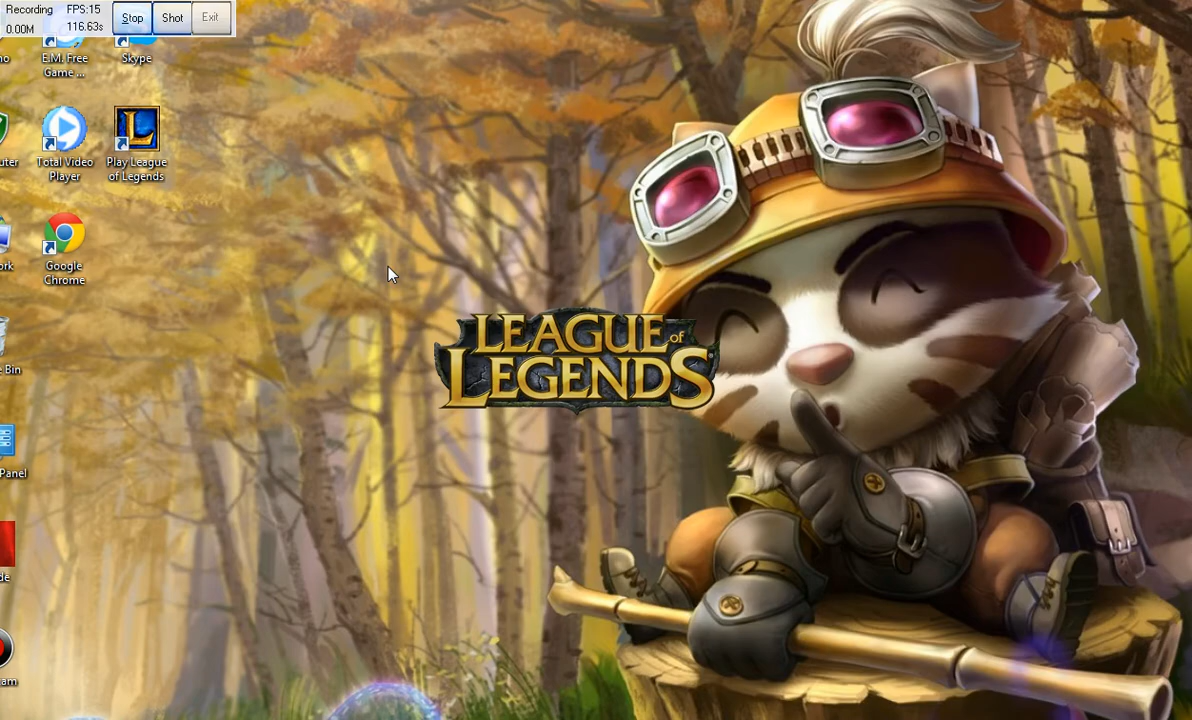 Recording FPS:15
0.00M 116.63s
Stop Shot Exit
no
E.M. Free
Game ...
Skype
uter
Total Video
Player
Play League
of Legends
ork
Google
Chrome
e Bin
Panel
de
am
LEAGUE of
LEGENDS